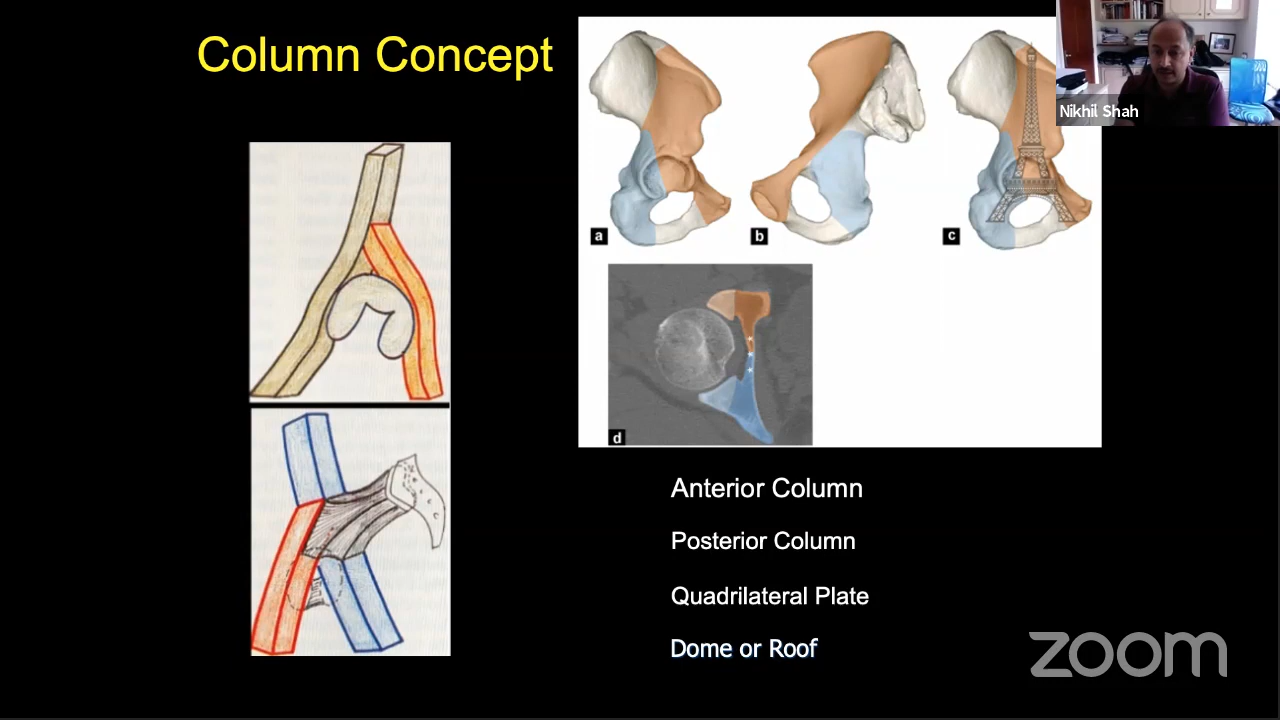 Column Concept
Nikhil Shah
a
b
c
d
Anterior Column
Posterior Column
Quadrilateral Plate
Dome or Roof
zoom